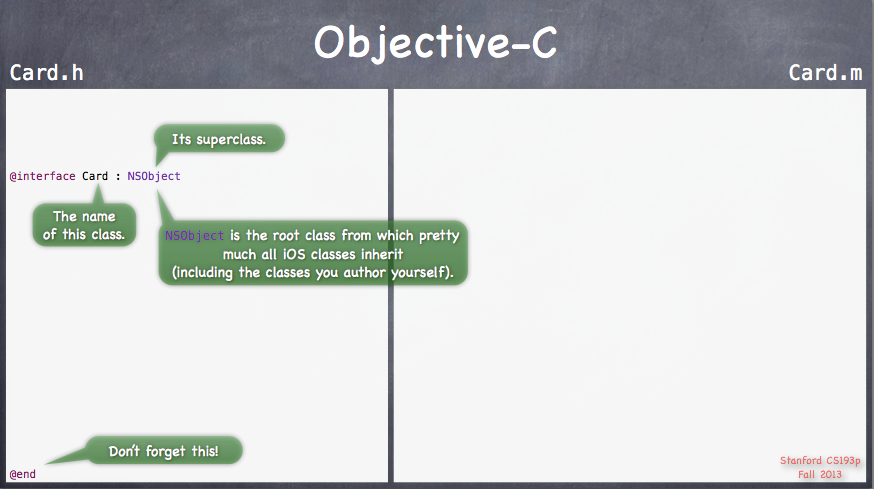 Objective-C
Card.h
Card.m
Its superclass.
@interface Card : NSObject
The name
of this class.
NSObject is the root class from which pretty
much all iOS classes inherit
(including the classes you author yourself).
Don't forget this!
@end
Stanford CS193p
Fall 2013